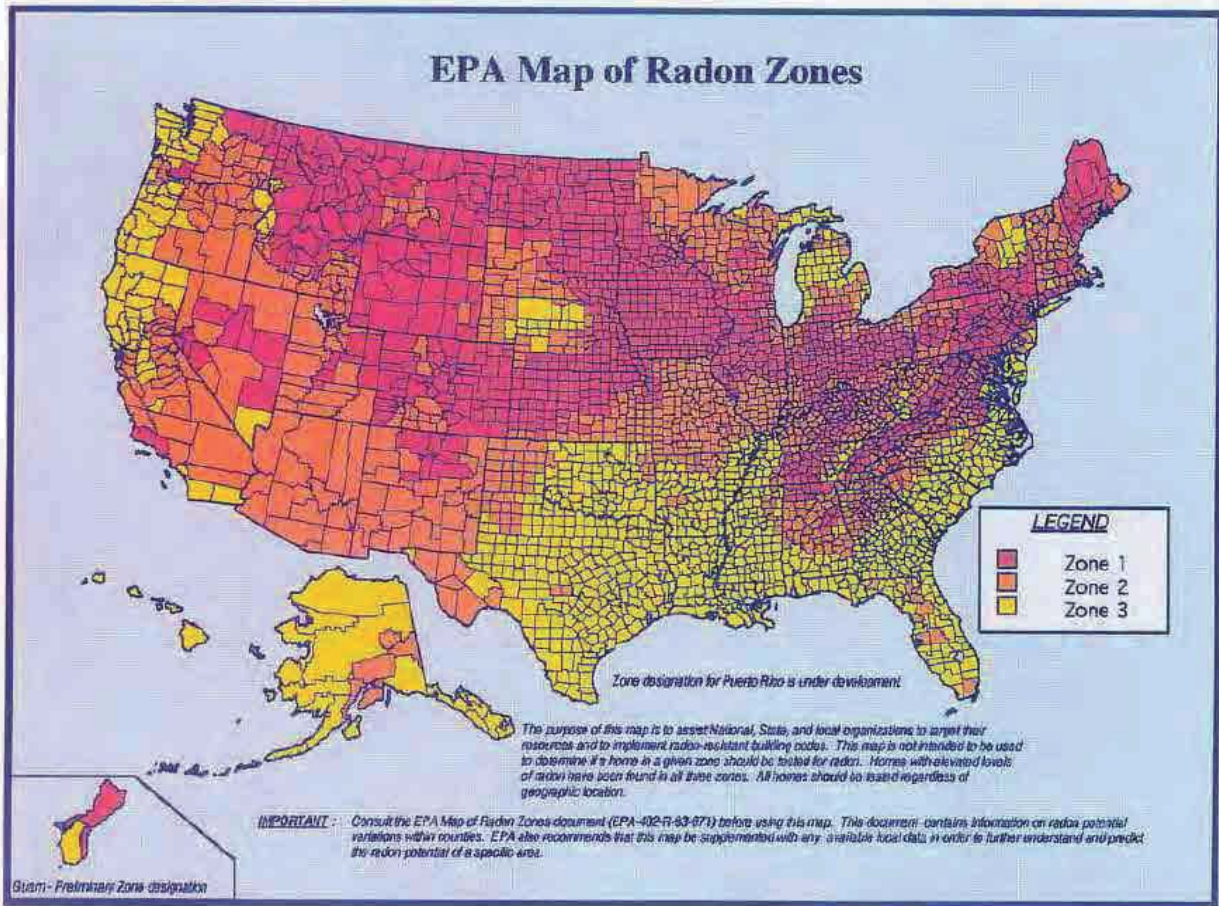 EPA Map of Radon Zones
LEGEND
Zone 1
Zone 2
Zone 3
Zone designation for Puerto Rico is under development.
The purpose of this map is to assist National, State, and local organizations to target their
resources and to implement radon-resistant building codes. This map is not intended to be used
to determine if a home in a given zone should be tested for radon. Homes with elevated levels
of radon have been found in all three zones. All homes should be tested regardless of
geographic location.
IMPORTANT : Consult the EPA Map of Radon Zones document (EPA-402-R-93-071) before using this map. This document contains information on radon potential
variations within counties. EPA also recommends that this map be supplemented with any available local data in order to further understand and predict
the radon potential of a specific area.
Guam - Preliminary Zone designation